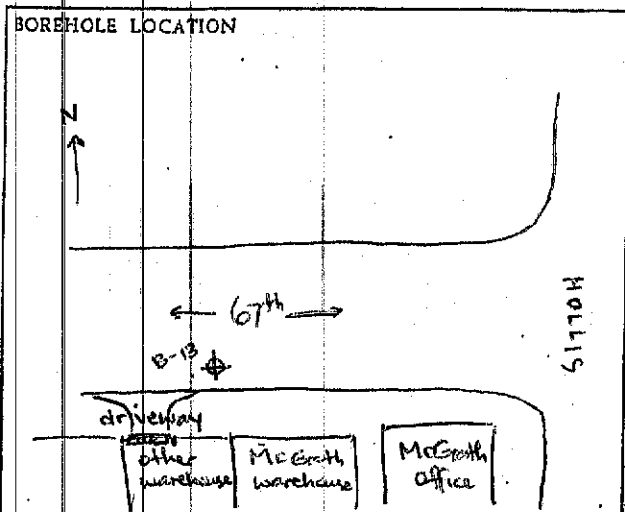 BOREHOLE LOCATION
N
67th
HOLLIS
B-13
driveway
other
warehouse
McGrath
warehouse
McGrath
office